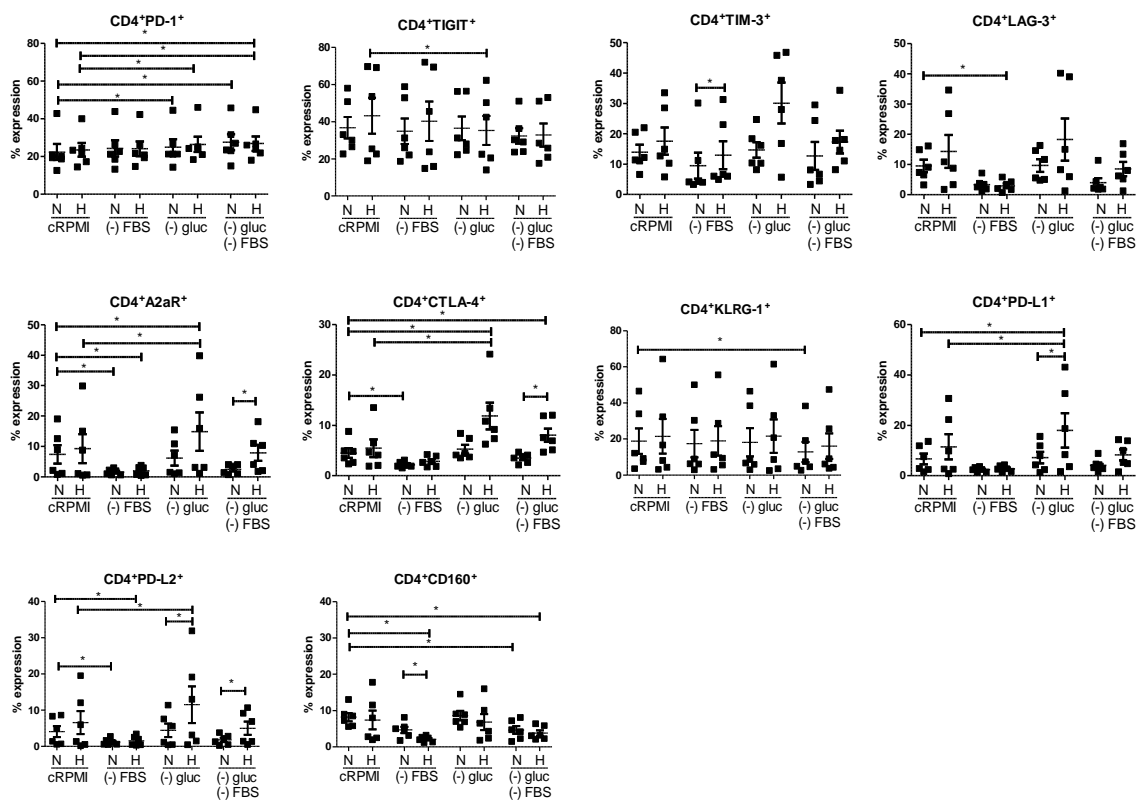 CD4⁺PD-1⁺
% expression
80
60
40
20
0
* * * * *
N H N H N H N H
cRPMI (-) FBS (-) gluc (-) gluc
(-) FBS
CD4⁺TIGIT⁺
% expression
80
60
40
20
0
*
N H N H N H N H
cRPMI (-) FBS (-) gluc (-) gluc
(-) FBS
CD4⁺TIM-3⁺
% expression
50
40
30
20
10
0
*
N H N H N H N H
cRPMI (-) FBS (-) gluc (-) gluc
(-) FBS
CD4⁺LAG-3⁺
% expression
50
40
30
20
10
0
*
N H N H N H N H
cRPMI (-) FBS (-) gluc (-) gluc
(-) FBS
CD4⁺A2aR⁺
% expression
50
40
30
20
10
0
* * * * *
N H N H N H N H
cRPMI (-) FBS (-) gluc (-) gluc
(-) FBS
CD4⁺CTLA-4⁺
% expression
30
20
10
0
* * * * *
N H N H N H N H
cRPMI (-) FBS (-) gluc (-) gluc
(-) FBS
CD4⁺KLRG-1⁺
% expression
80
60
40
20
0
*
N H N H N H N H
cRPMI (-) FBS (-) gluc (-) gluc
(-) FBS
CD4⁺PD-L1⁺
% expression
60
40
20
0
* * *
N H N H N H N H
cRPMI (-) FBS (-) gluc (-) gluc
(-) FBS
CD4⁺PD-L2⁺
% expression
40
30
20
10
0
* * * * *
N H N H N H N H
cRPMI (-) FBS (-) gluc (-) gluc
(-) FBS
CD4⁺CD160⁺
% expression
40
30
20
10
0
* * * *
N H N H N H N H
cRPMI (-) FBS (-) gluc (-) gluc
(-) FBS